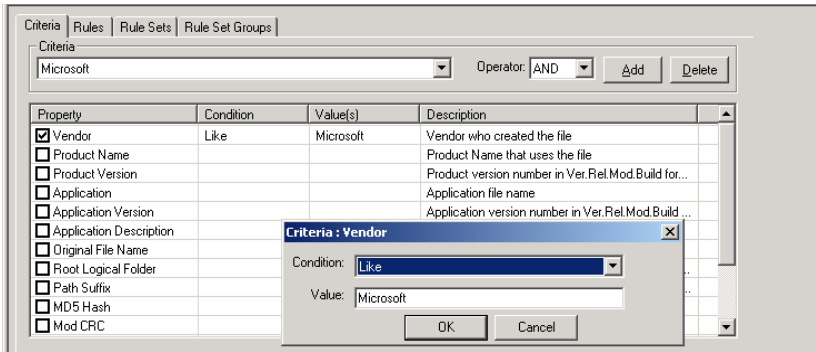 Criteria Rules Rule Sets Rule Set Groups
Criteria
Microsoft Operator: AND Add Delete
Property Condition Value(s) Description
Vendor Like Microsoft Vendor who created the file
Product Name Product Name that uses the file
Product Version Product version number in Ver.Rel.Mod.Build for...
Application Application file name
Application Version Application version number in Ver.Rel.Mod.Build ...
Application Description
Original File Name
Root Logical Folder
Path Suffix
MD5 Hash
Mod CRC
Criteria : Vendor
Condition: Like
Value: Microsoft
OK Cancel